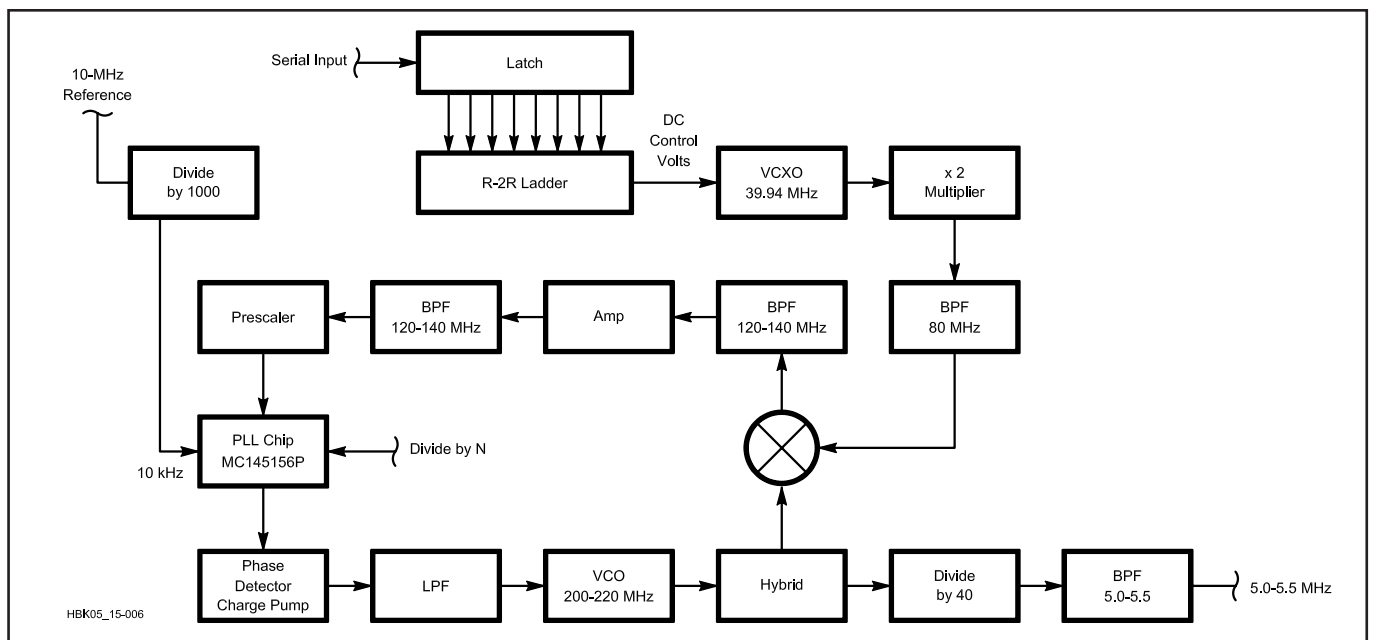 Serial Input
Latch
10-MHz
Reference
DC
Control
Volts
Divide
by 1000
R-2R Ladder
VCXO
39.94 MHz
x 2
Multiplier
Prescaler
BPF
120-140 MHz
Amp
BPF
120-140 MHz
BPF
80 MHz
PLL Chip
MC145156P
Divide by N
10 kHz
Phase
Detector
Charge Pump
LPF
VCO
200-220 MHz
Hybrid
Divide
by 40
BPF
5.0-5.5
5.0-5.5 MHz
HBK05_15-006